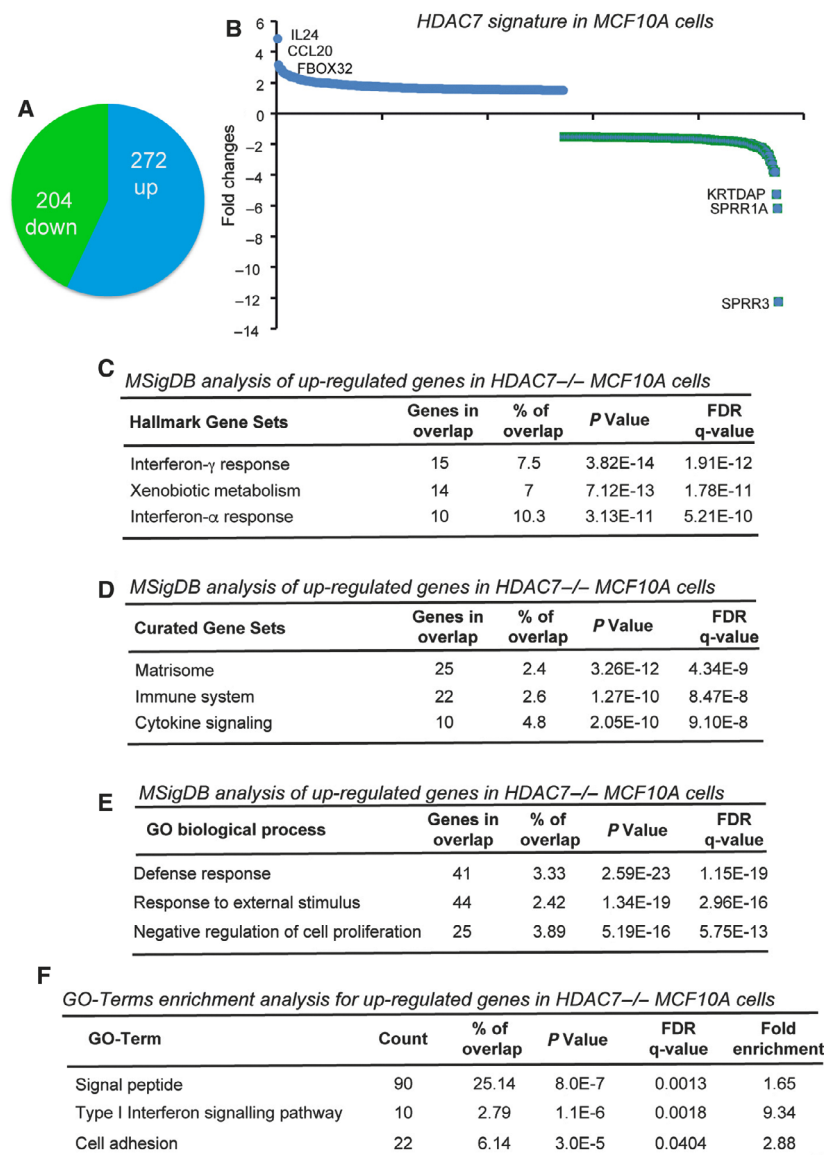 A
272
up
204
down
B
HDAC7 signature in MCF10A cells
Fold changes
6
4
2
0
–2
–4
–6
–8
–10
–12
–14
IL24
CCL20
FBOX32
KRTDAP
SPRR1A
SPRR3
C
MSigDB analysis of up-regulated genes in HDAC7–/– MCF10A cells
Hallmark Gene Sets Genes in overlap % of overlap P Value FDR q-value
Interferon-γ response 15 7.5 3.82E-14 1.91E-12
Xenobiotic metabolism 14 7 7.12E-13 1.78E-11
Interferon-α response 10 10.3 3.13E-11 5.21E-10
D
MSigDB analysis of up-regulated genes in HDAC7–/– MCF10A cells
Curated Gene Sets Genes in overlap % of overlap P Value FDR q-value
Matrisome 25 2.4 3.26E-12 4.34E-9
Immune system 22 2.6 1.27E-10 8.47E-8
Cytokine signaling 10 4.8 2.05E-10 9.10E-8
E
MSigDB analysis of up-regulated genes in HDAC7–/– MCF10A cells
GO biological process Genes in overlap % of overlap P Value FDR q-value
Defense response 41 3.33 2.59E-23 1.15E-19
Response to external stimulus 44 2.42 1.34E-19 2.96E-16
Negative regulation of cell proliferation 25 3.89 5.19E-16 5.75E-13
F
GO-Terms enrichment analysis for up-regulated genes in HDAC7–/– MCF10A cells
GO-Term Count % of overlap P Value FDR q-value Fold enrichment
Signal peptide 90 25.14 8.0E-7 0.0013 1.65
Type I Interferon signalling pathway 10 2.79 1.1E-6 0.0018 9.34
Cell adhesion 22 6.14 3.0E-5 0.0404 2.88